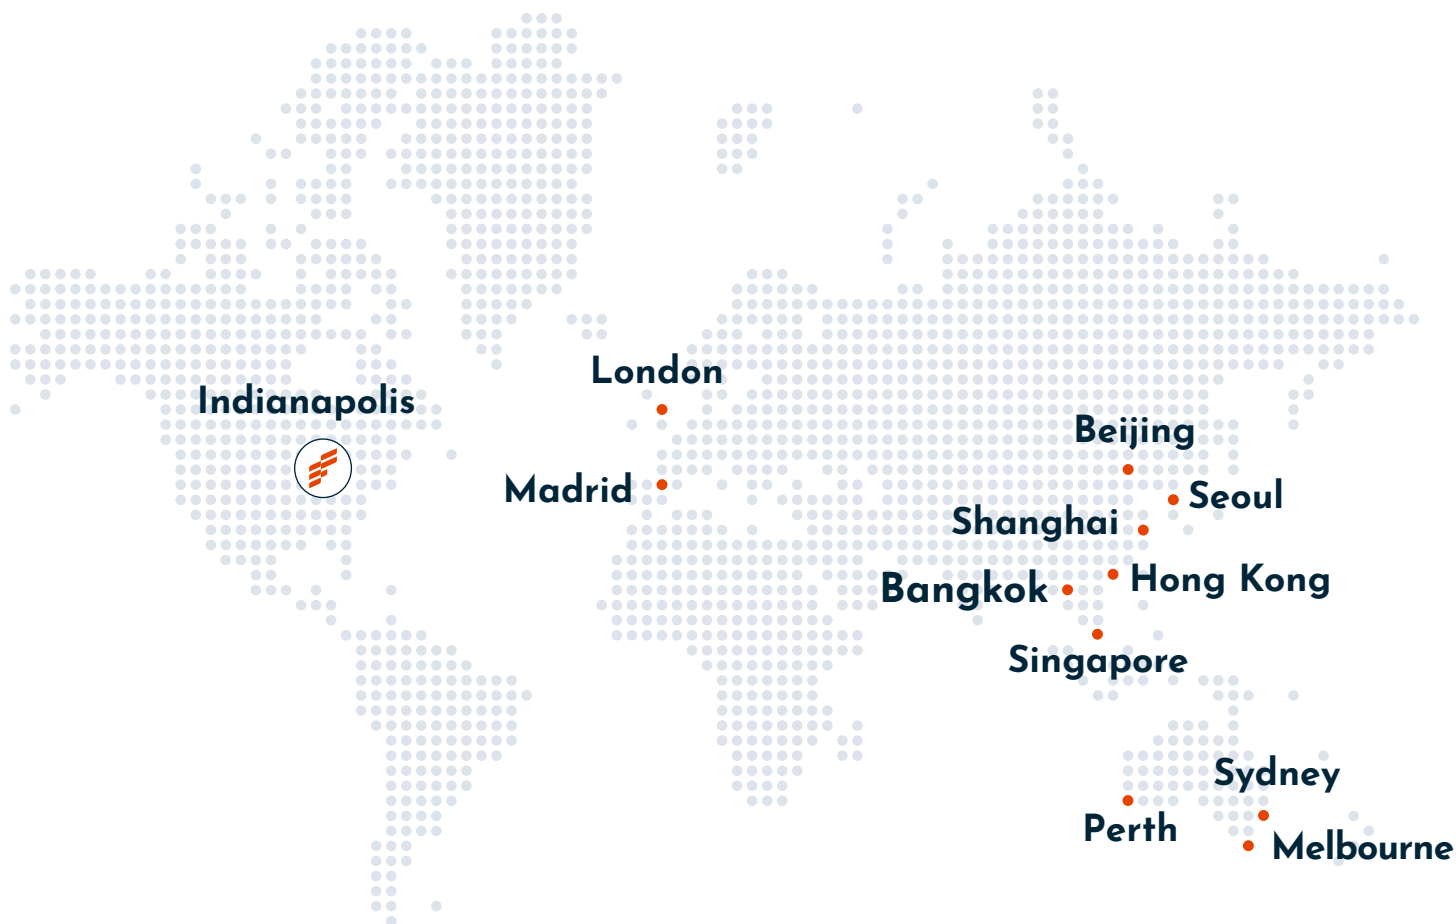 London
Indianapolis
Beijing
Madrid
Seoul
Shanghai
Hong Kong
Bangkok
Singapore
Sydney
Perth
Melbourne